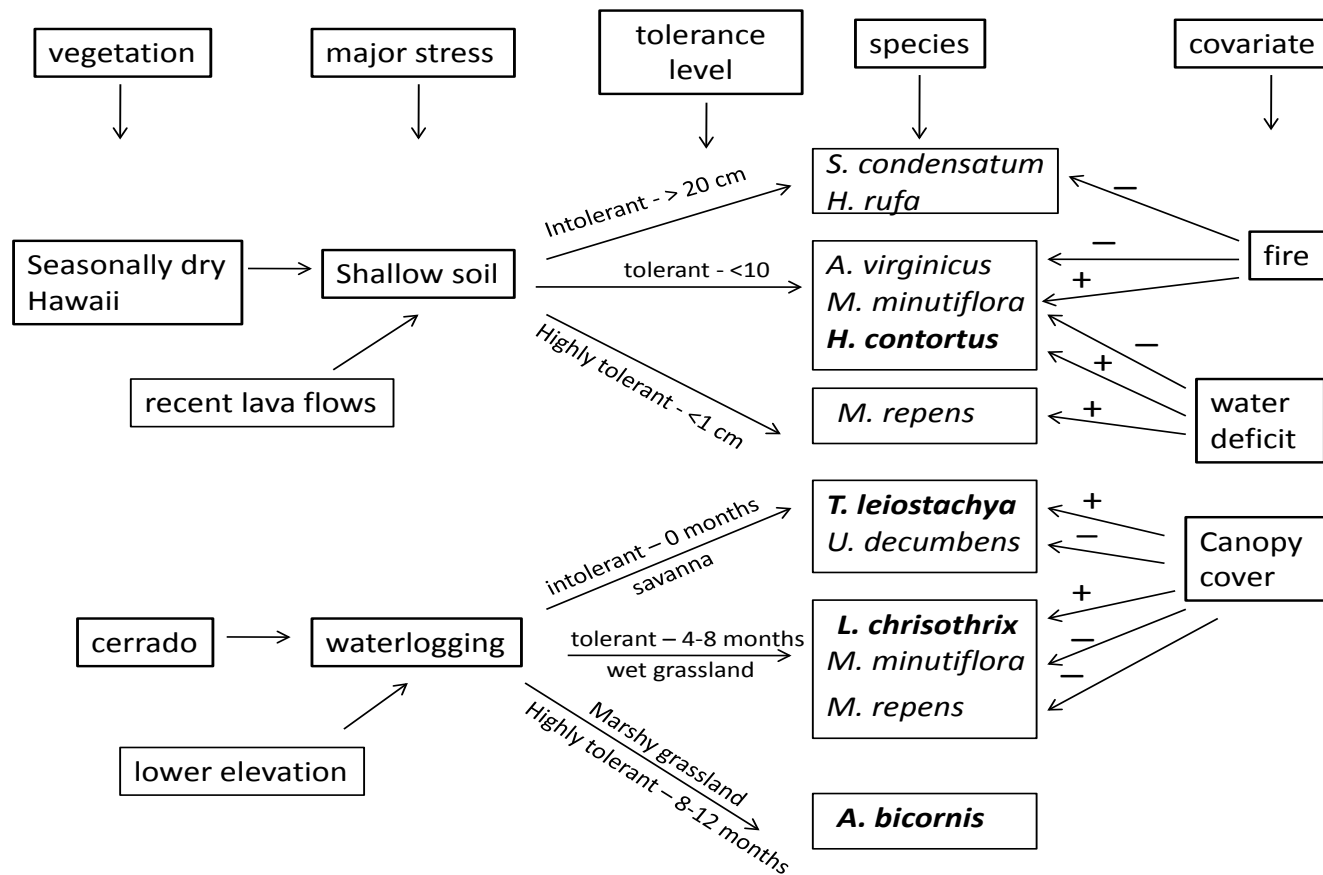 vegetation
major stress
tolerance
level
species
covariate
Seasonally dry
Hawaii
Shallow soil
recent lava flows
Intolerant - > 20 cm
tolerant - <10
Highly tolerant - <1 cm
S. condensatum
H. rufa
A. virginicus
M. minutiflora
H. contortus
M. repens
–
–
+
fire
–
+
+
water
deficit
cerrado
waterlogging
lower elevation
intolerant – 0 months
savanna
tolerant – 4-8 months
wet grassland
Marshy grassland
Highly tolerant – 8-12 months
T. leiostachya
U. decumbens
L. chrisothrix
M. minutiflora
M. repens
A. bicornis
+
–
+
–
–
Canopy
cover